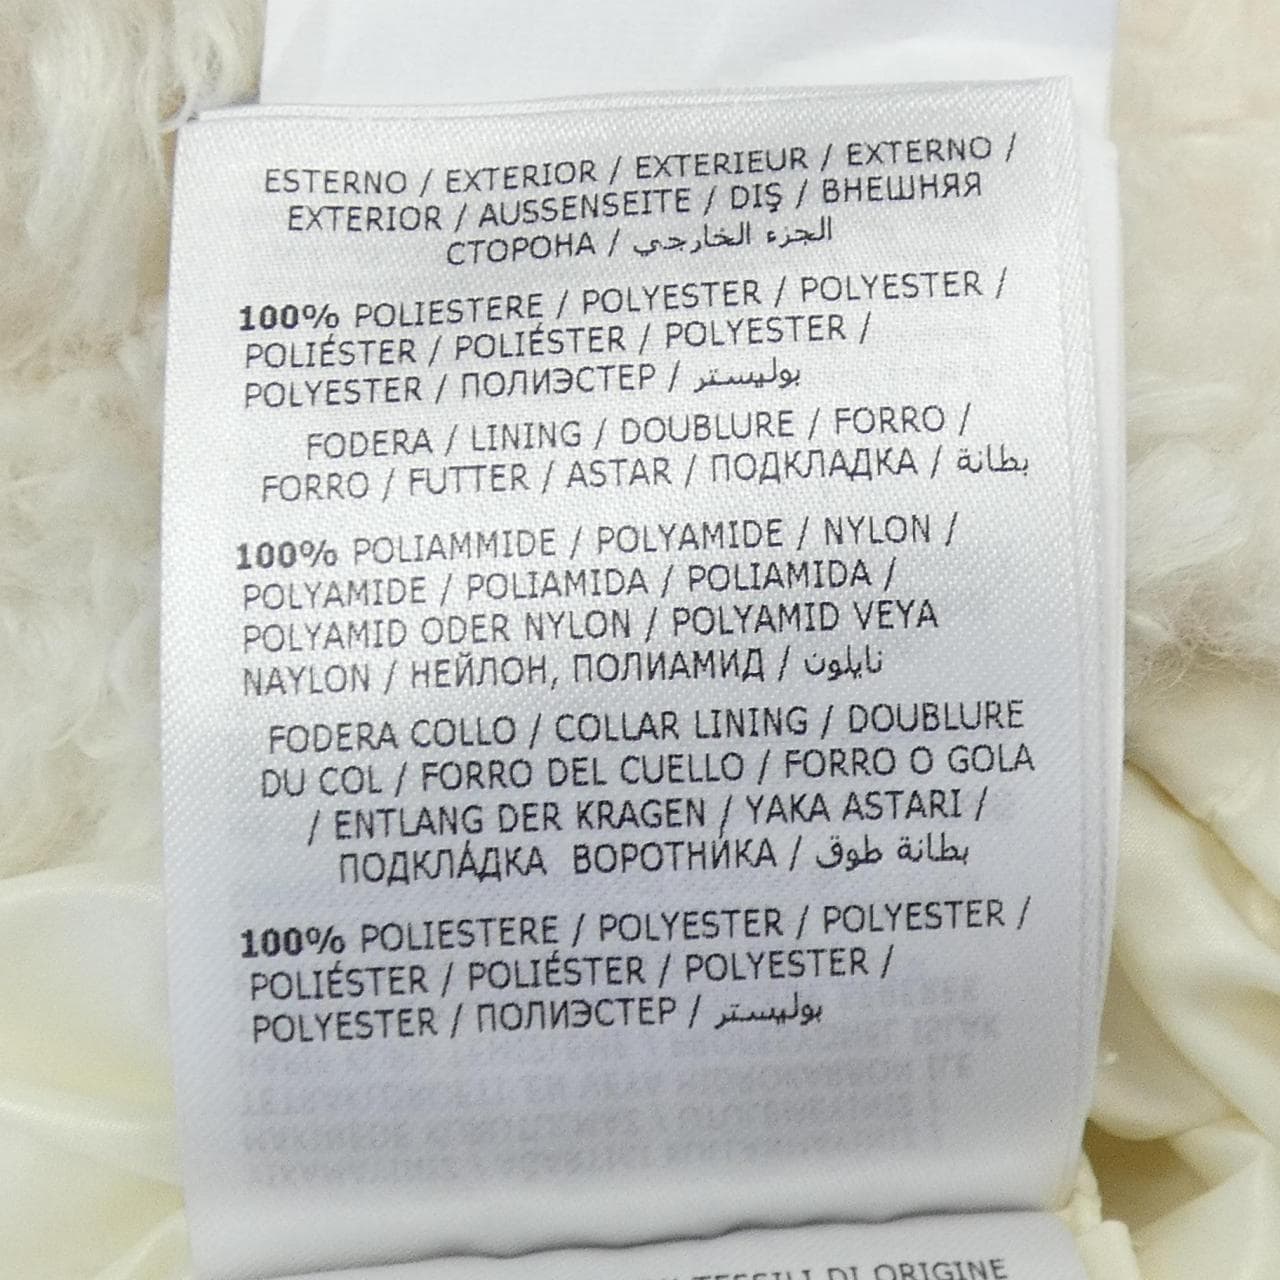 ESTERNO / EXTERIOR / EXTERIEUR / EXTERNO /
EXTERIOR / AUSSENSEITE / DIŞ / ВНЕШНЯЯ
СТОРОНА / الجزء الخارجي
100% POLIESTERE / POLYESTER / POLYESTER /
POLIÉSTER / POLIÉSTER / POLYESTER /
POLYESTER / ПОЛИЭСТЕР / بوليستر
FODERA / LINING / DOUBLURE / FORRO /
FORRO / FUTTER / ASTAR / ПОДКЛАДКА / بطانة
100% POLIAMMIDE / POLYAMIDE / NYLON /
POLYAMIDE / POLIAMIDA / POLIAMIDA /
POLYAMID ODER NYLON / POLYAMID VEYA
NAYLON / НЕЙЛОН, ПОЛИАМИД / نايلون
FODERA COLLO / COLLAR LINING / DOUBLURE
DU COL / FORRO DEL CUELLO / FORRO O GOLA
/ ENTLANG DER KRAGEN / YAKA ASTARI /
ПОДКЛА́ДКА ВОРОТНИ́КА / بطانة طوق
100% POLIESTERE / POLYESTER / POLYESTER /
POLIÉSTER / POLIÉSTER / POLYESTER /
POLYESTER / ПОЛИЭСТЕР / بوليستر
TESSILI DI ORIGINE